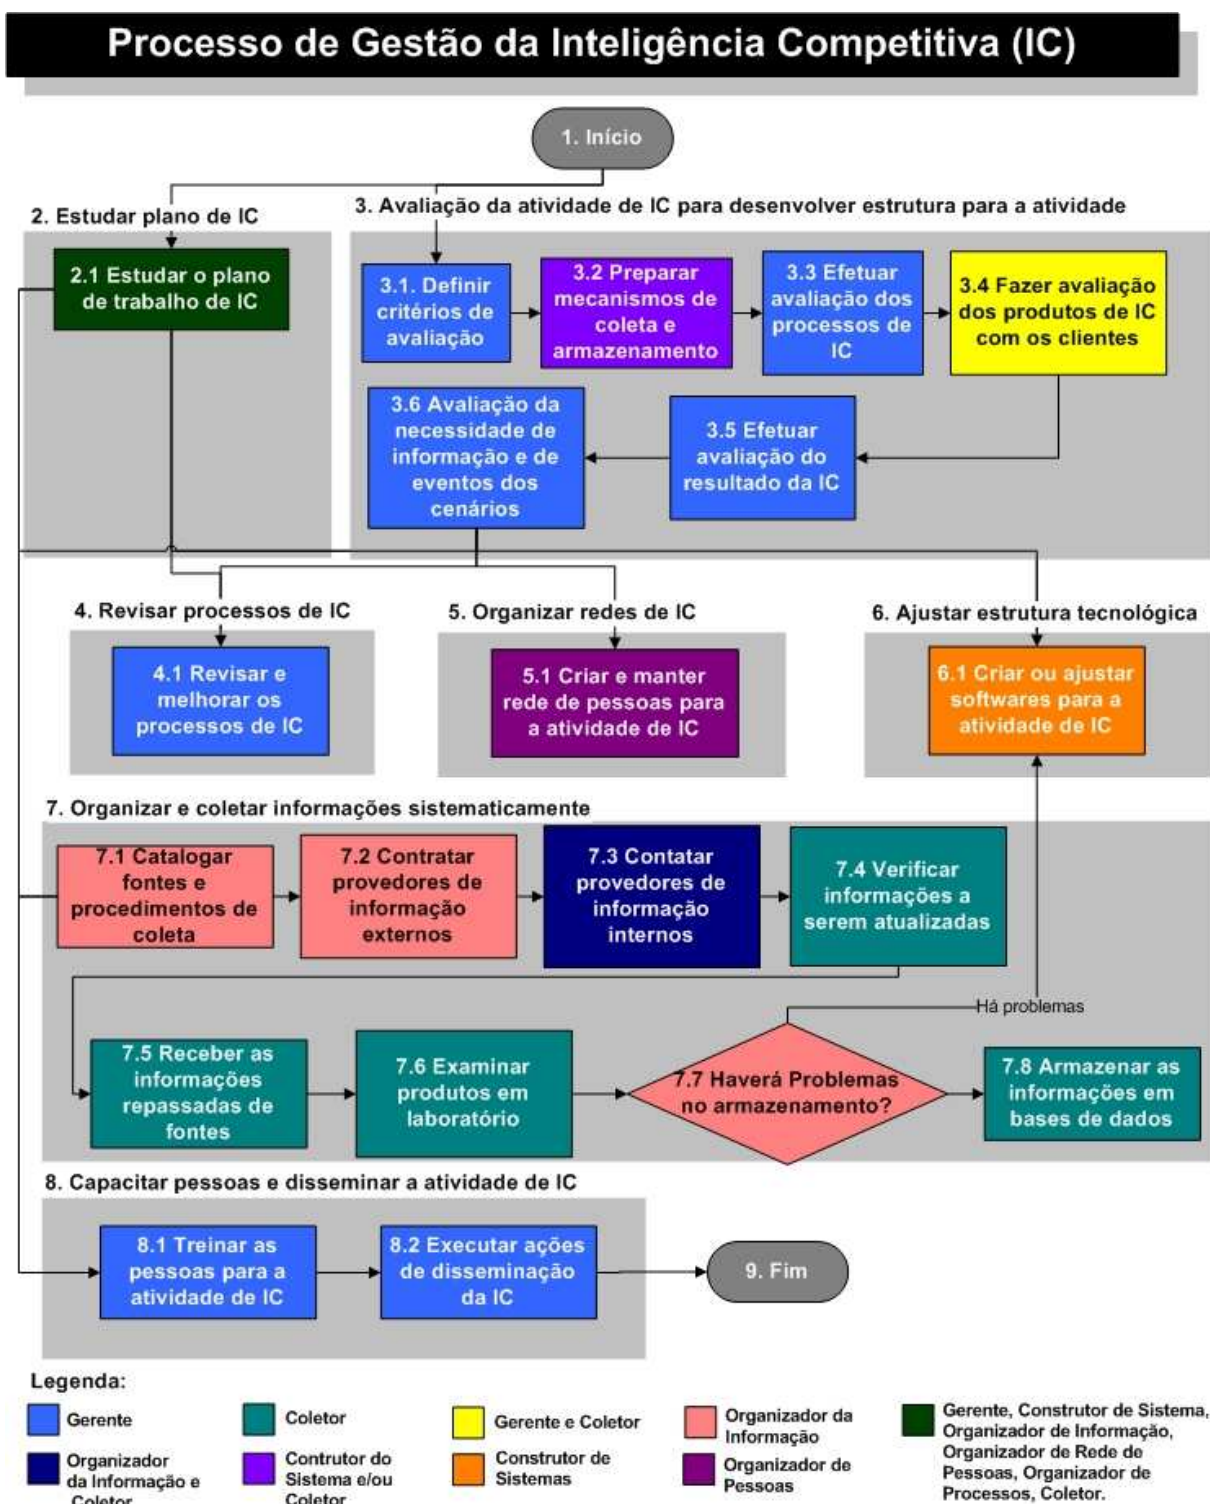 Processo de Gestão da Inteligência Competitiva (IC)
1. Início
2. Estudar plano de IC
3. Avaliação da atividade de IC para desenvolver estrutura para a atividade
2.1 Estudar o plano
de trabalho de IC
3.1. Definir
critérios de
avaliação
3.2 Preparar
mecanismos de
coleta e
armazenamento
3.3 Efetuar
avaliação dos
processos de
IC
3.4 Fazer avaliação
dos produtos de IC
com os clientes
3.6 Avaliação da
necessidade de
informação e de
eventos dos
cenários
3.5 Efetuar
avaliação do
resultado da IC
4. Revisar processos de IC
5. Organizar redes de IC
6. Ajustar estrutura tecnológica
4.1 Revisar e
melhorar os
processos de IC
5.1 Criar e manter
rede de pessoas para
a atividade de IC
6.1 Criar ou ajustar
softwares para a
atividade de IC
7. Organizar e coletar informações sistematicamente
7.1 Catalogar
fontes e
procedimentos de
coleta
7.2 Contratar
provedores de
informação
externos
7.3 Contatar
provedores de
informação
internos
7.4 Verificar
informações a
serem atualizadas
Há problemas
7.5 Receber as
informações
repassadas de
fontes
7.6 Examinar
produtos em
laboratório
7.7 Haverá Problemas
no armazenamento?
7.8 Armazenar as
informações em
bases de dados
8. Capacitar pessoas e disseminar a atividade de IC
8.1 Treinar as
pessoas para a
atividade de IC
8.2 Executar ações
de disseminação
da IC
9. Fim
Legenda:
Gerente
Coletor
Gerente e Coletor
Organizador da
Informação
Gerente, Construtor de Sistema,
Organizador de Informação,
Organizador de Rede de
Pessoas, Organizador de
Processos, Coletor.
Organizador
da Informação e
Coletor
Contrutor do
Sistema e/ou
Coletor
Construtor de
Sistemas
Organizador de
Pessoas